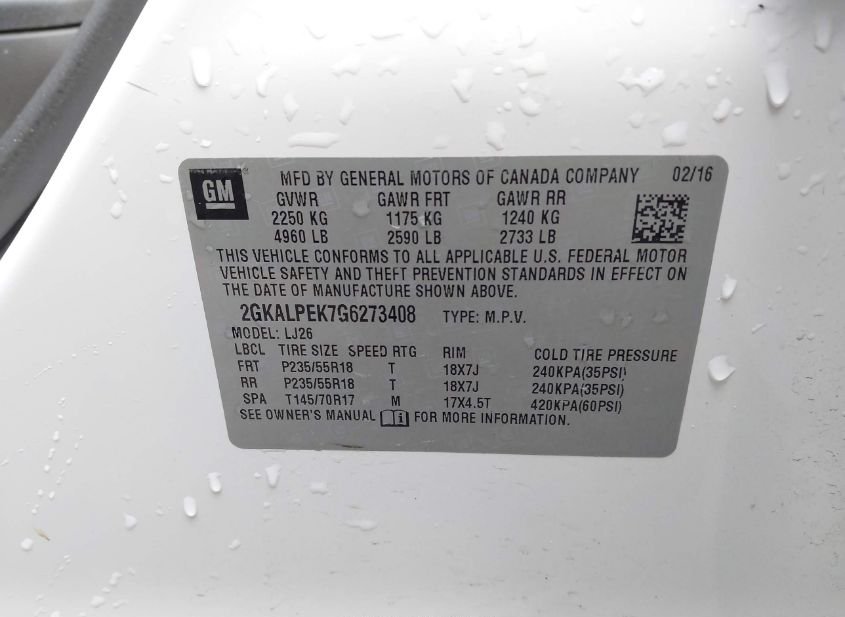 GM
MFD BY GENERAL MOTORS OF CANADA COMPANY 02/16
GVWR GAWR FRT GAWR RR
2250 KG 1175 KG 1240 KG
4960 LB 2590 LB 2733 LB
THIS VEHICLE CONFORMS TO ALL APPLICABLE U.S. FEDERAL MOTOR
VEHICLE SAFETY AND THEFT PREVENTION STANDARDS IN EFFECT ON
THE DATE OF MANUFACTURE SHOWN ABOVE.
2GKALPEK7G6273408 TYPE: M.P.V.
MODEL: LJ26
LBCL TIRE SIZE SPEED RTG RIM COLD TIRE PRESSURE
FRT P235/55R18 T 18X7J 240KPA(35PSI)
RR P235/55R18 T 18X7J 240KPA(35PSI)
SPA T145/70R17 M 17X4.5T 420KPA(60PSI)
SEE OWNER'S MANUAL FOR MORE INFORMATION.